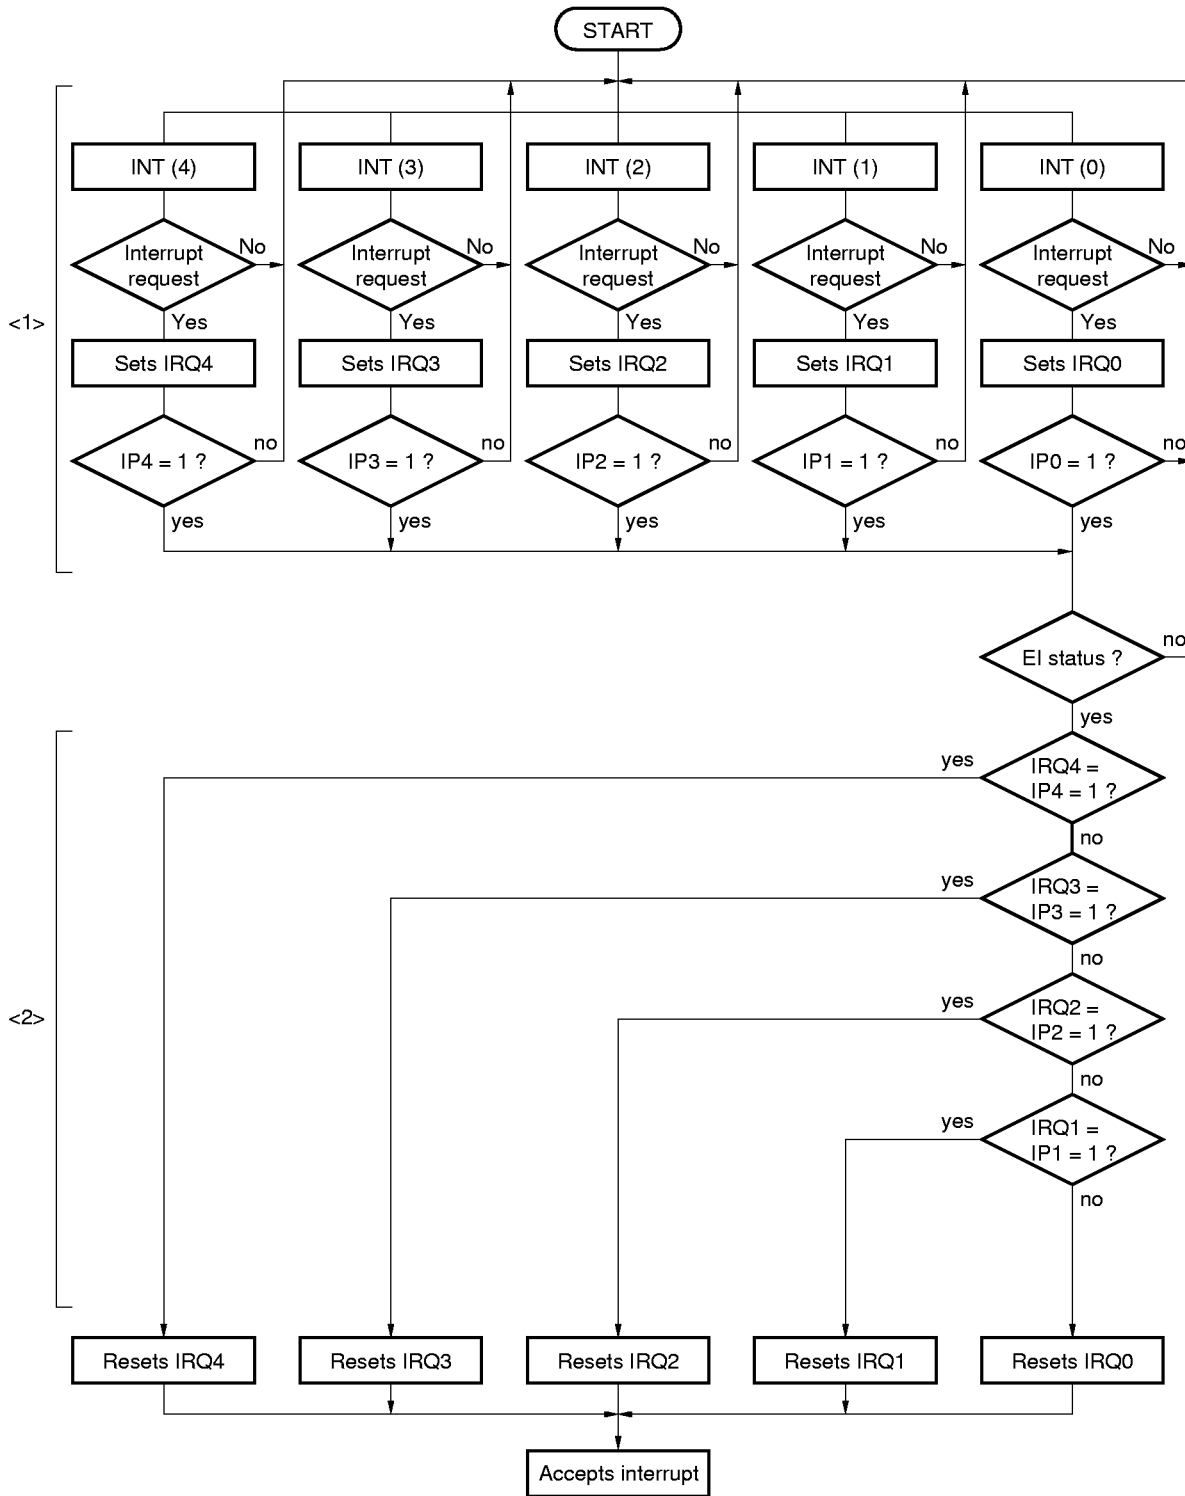 START
INT (4)
INT (3)
INT (2)
INT (1)
INT (0)
Interrupt
request
No
Interrupt
request
No
Interrupt
request
No
Interrupt
request
No
Interrupt
request
No
Yes
Yes
Yes
Yes
Yes
<1>
Sets IRQ4
Sets IRQ3
Sets IRQ2
Sets IRQ1
Sets IRQ0
IP4 = 1 ?
no
IP3 = 1 ?
no
IP2 = 1 ?
no
IP1 = 1 ?
no
IP0 = 1 ?
no
yes
yes
yes
yes
yes
EI status ?
no
yes
yes
IRQ4 =
IP4 = 1 ?
no
yes
IRQ3 =
IP3 = 1 ?
no
<2>
yes
IRQ2 =
IP2 = 1 ?
no
yes
IRQ1 =
IP1 = 1 ?
no
Resets IRQ4
Resets IRQ3
Resets IRQ2
Resets IRQ1
Resets IRQ0
Accepts interrupt